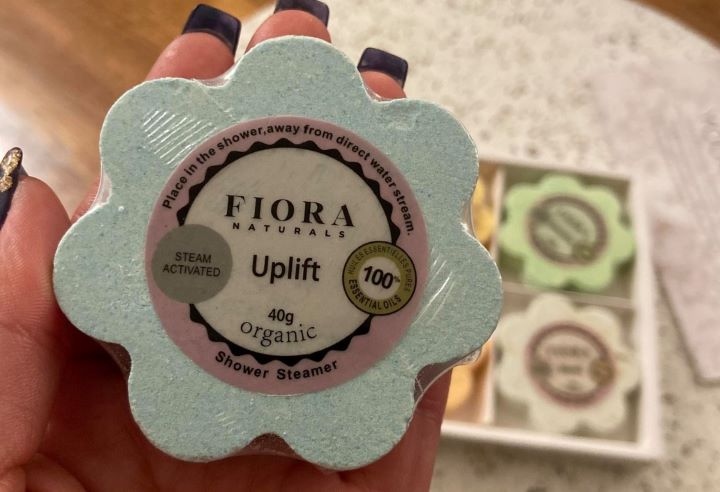 Place in the shower,away from direct water stream.
FIORA
NATURALS
STEAM
ACTIVATED
Uplift
HUILES ESSENTIELLES PURES
100%
ESSENTIAL OILS
40g
organic
Shower Steamer
FIORA